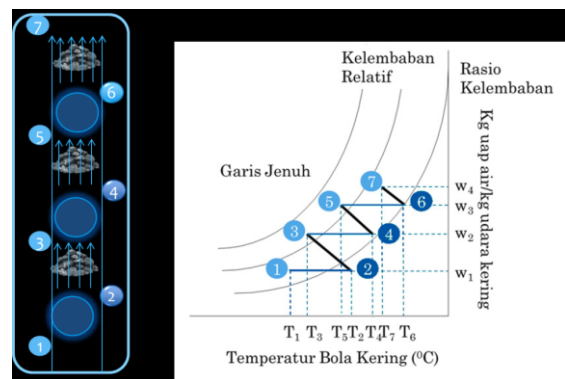 7
6
5
4
3
2
1
Kelembaban
Relatif
Rasio
Kelembaban
Garis Jenuh
Kg uap air/kg udara kering
7
5
6
3
4
1
2
w4
w3
w2
w1
T1 T3 T5 T2 T4 T7 T6
Temperatur Bola Kering (⁰C)